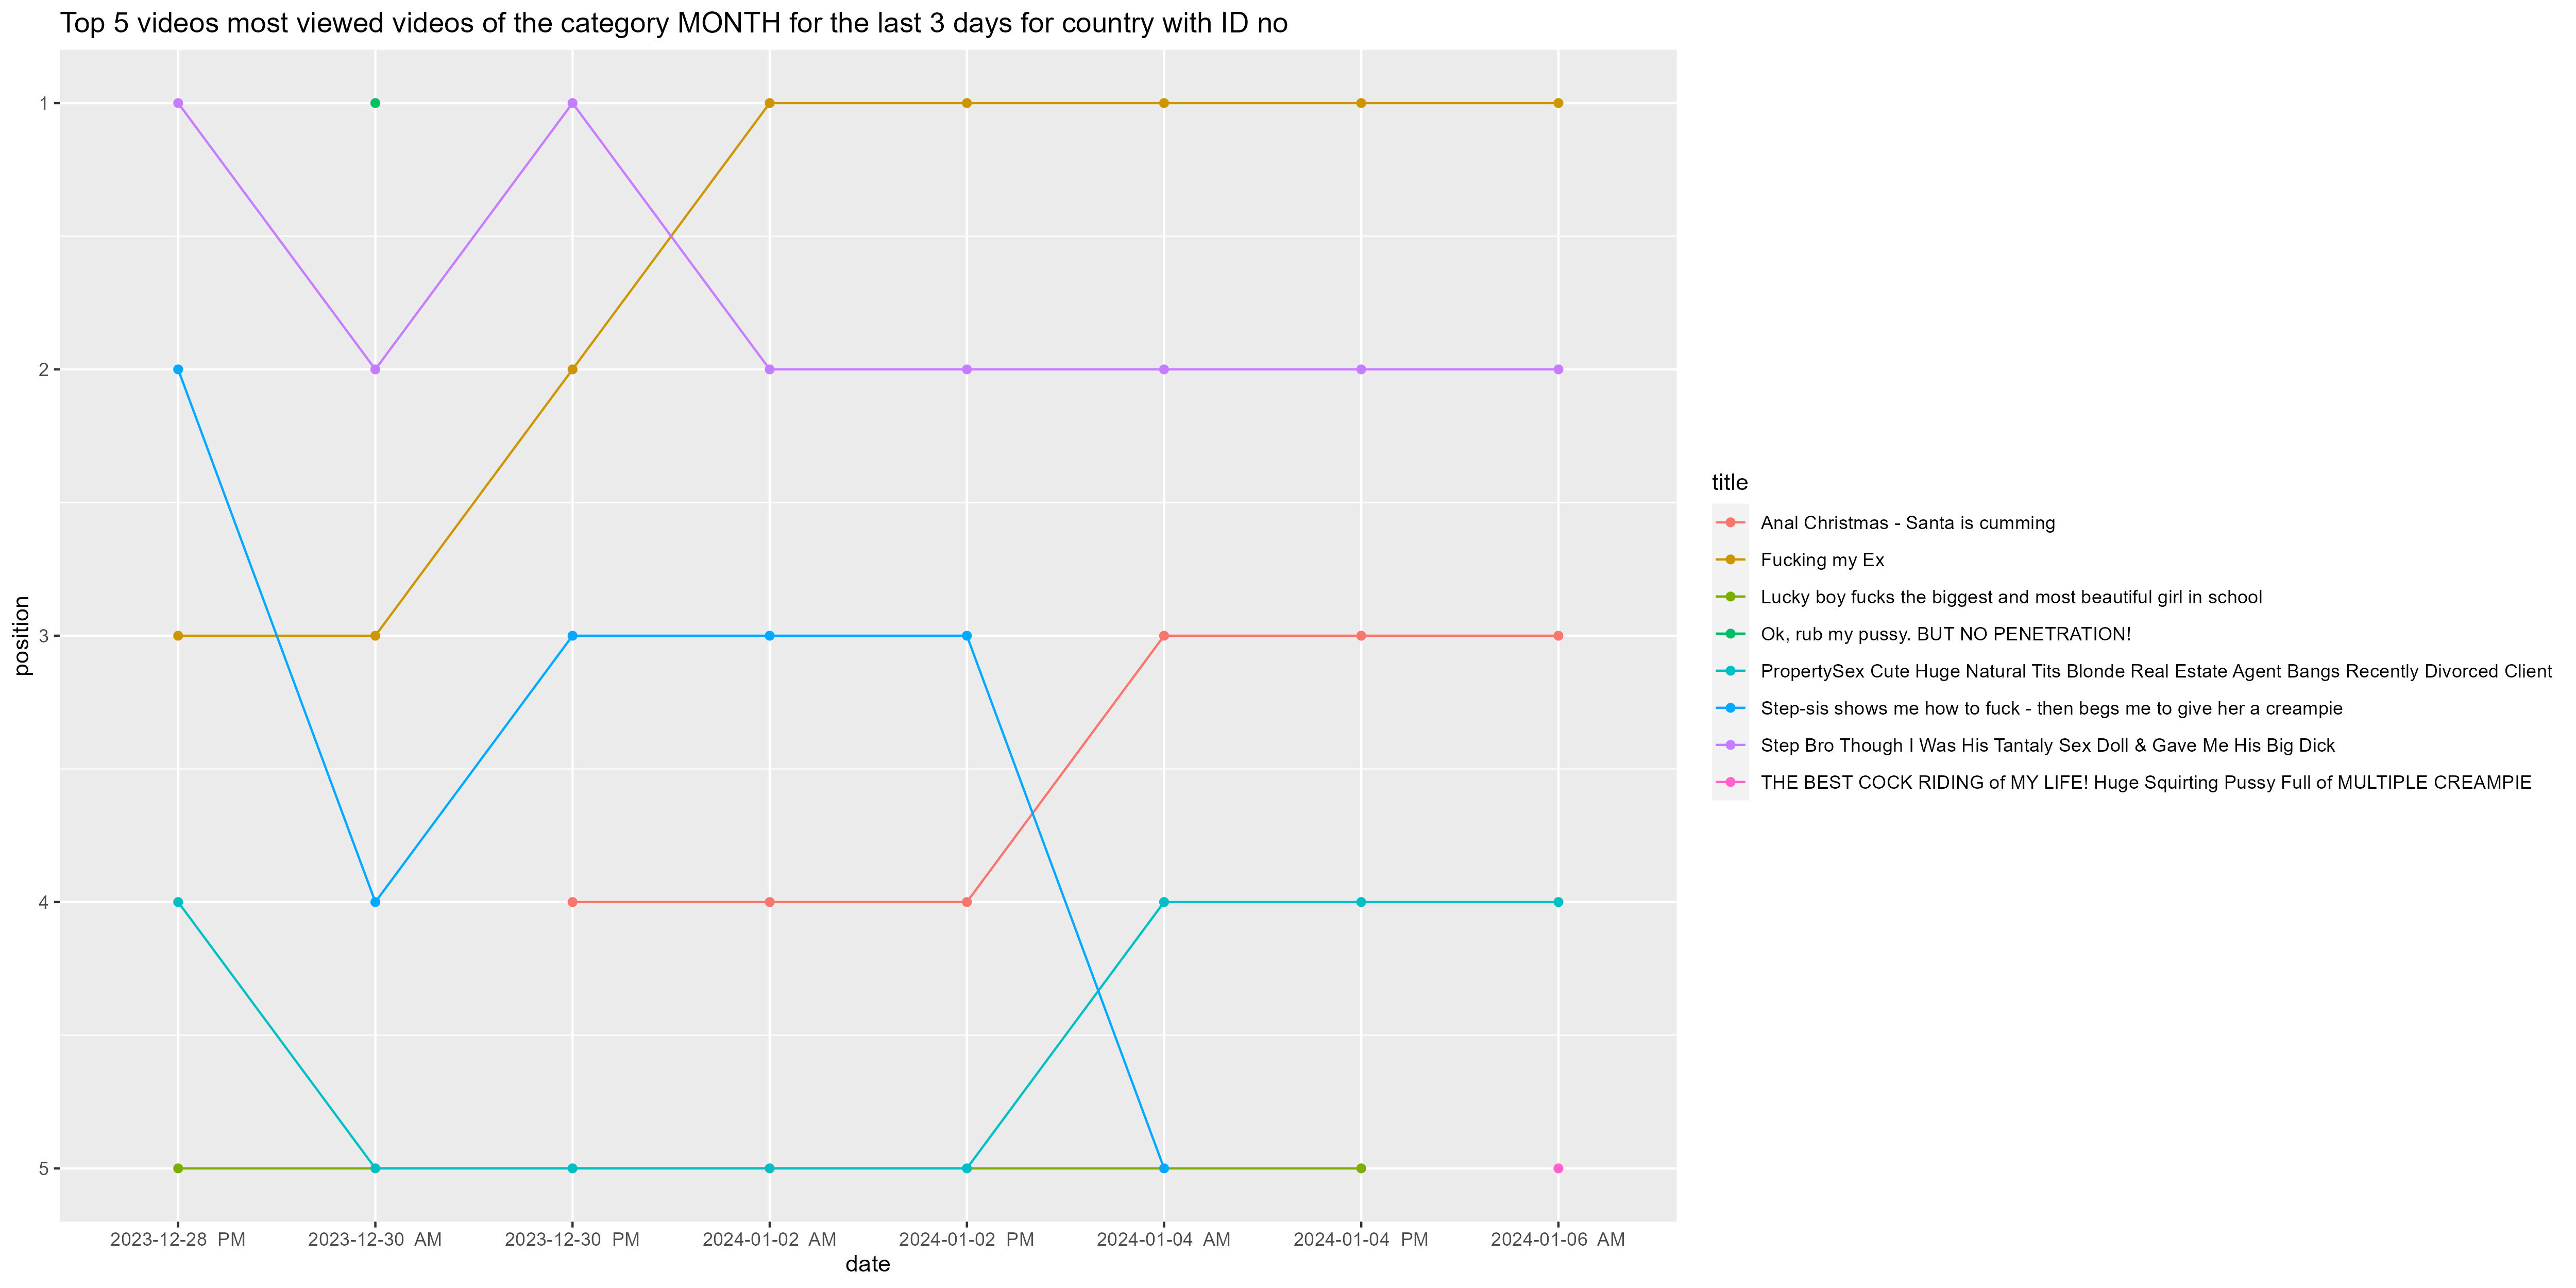 Top 5 videos most viewed videos of the category MONTH for the last 3 days for country with ID no
1
2
3
4
5
position
2023-12-28 PM
2023-12-30 AM
2023-12-30 PM
2024-01-02 AM
2024-01-02 PM
2024-01-04 AM
2024-01-04 PM
2024-01-06 AM
date
title
Anal Christmas - Santa is cumming
Fucking my Ex
Lucky boy fucks the biggest and most beautiful girl in school
Ok, rub my pussy. BUT NO PENETRATION!
PropertySex Cute Huge Natural Tits Blonde Real Estate Agent Bangs Recently Divorced Client
Step-sis shows me how to fuck - then begs me to give her a creampie
Step Bro Though I Was His Tantaly Sex Doll & Gave Me His Big Dick
THE BEST COCK RIDING of MY LIFE! Huge Squirting Pussy Full of MULTIPLE CREAMPIE